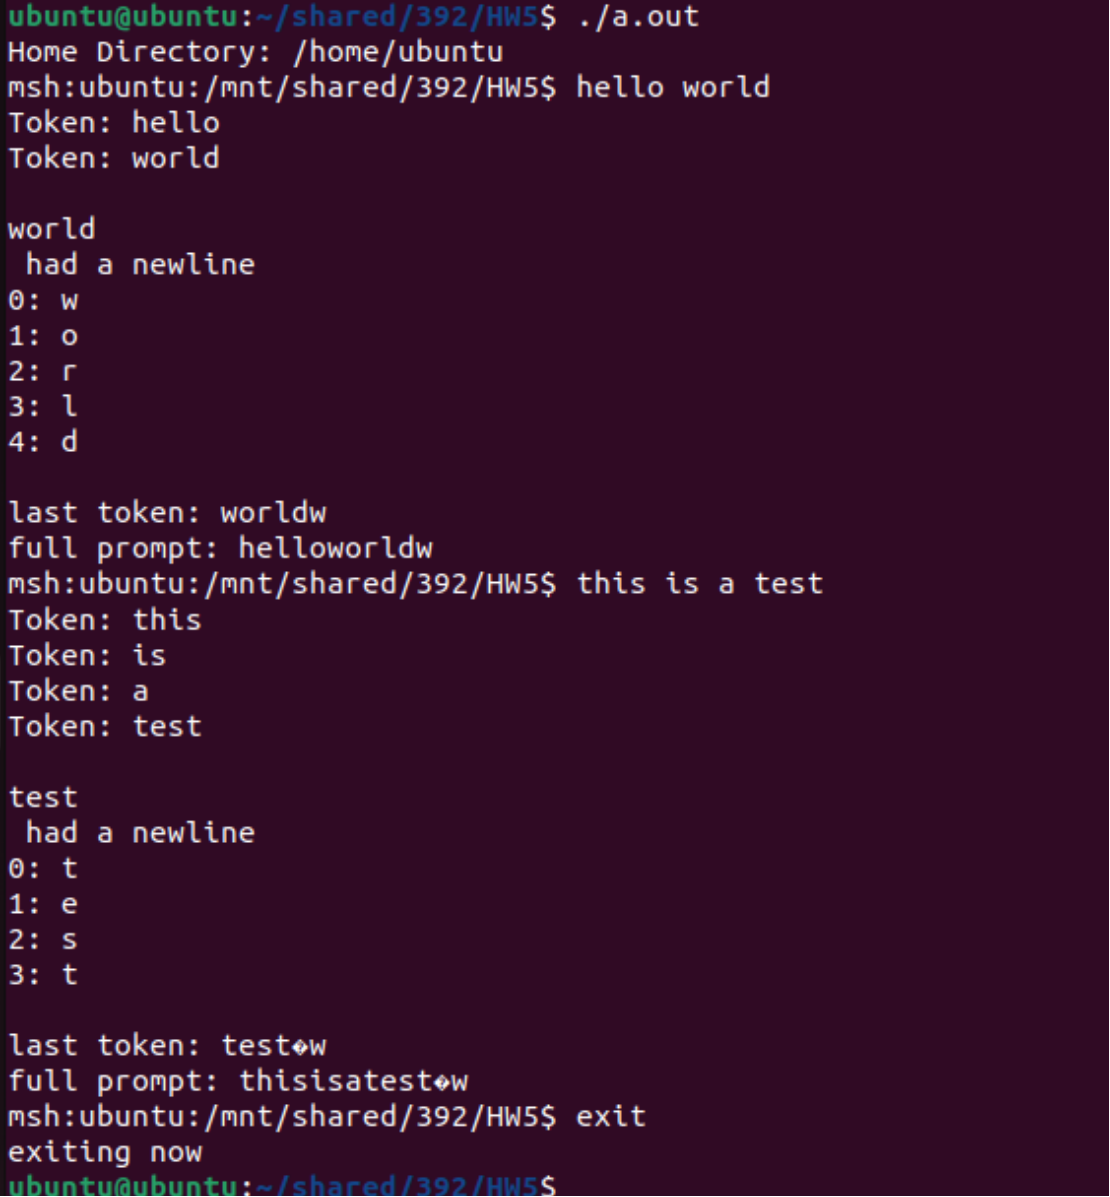 ubuntu@ubuntu:~/shared/392/HW5$ ./a.out
Home Directory: /home/ubuntu
msh:ubuntu:/mnt/shared/392/HW5$ hello world
Token: hello
Token: world
world
 had a newline
0: w
1: o
2: r
3: l
4: d
last token: worldw
full prompt: helloworldw
msh:ubuntu:/mnt/shared/392/HW5$ this is a test
Token: this
Token: is
Token: a
Token: test
test
 had a newline
0: t
1: e
2: s
3: t
last token: test�w
full prompt: thisisatest�w
msh:ubuntu:/mnt/shared/392/HW5$ exit
exiting now
ubuntu@ubuntu:~/shared/392/HW5$